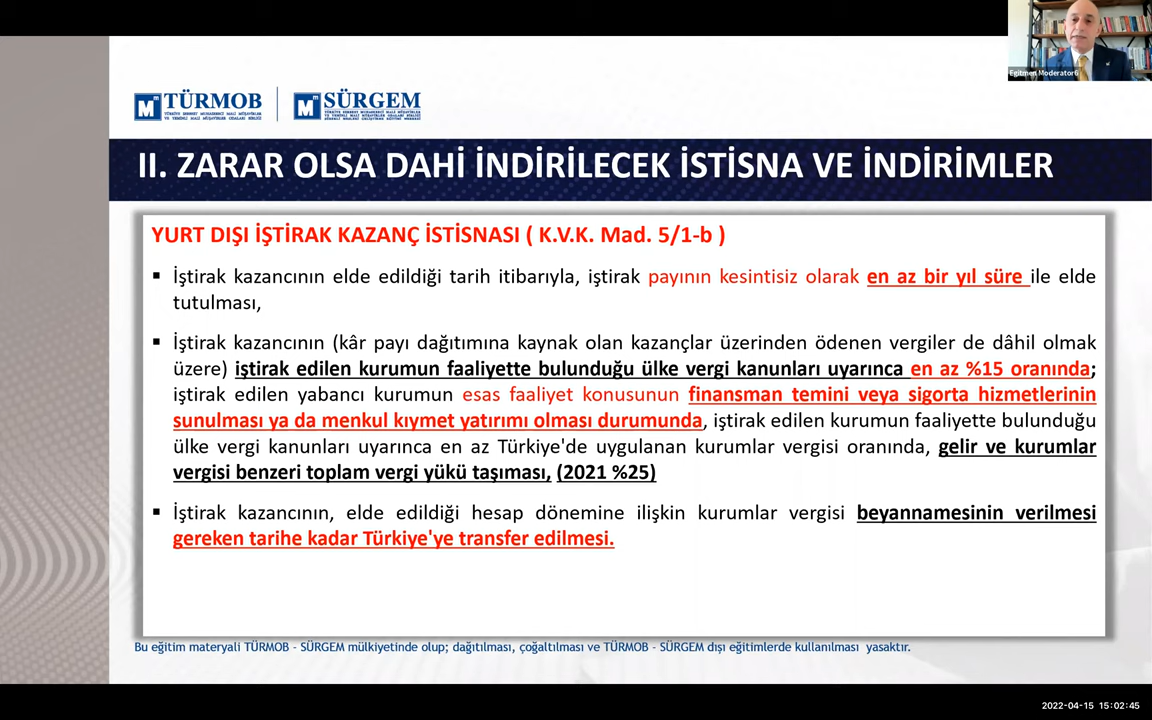 Eğitmen Moderatör6
TÜRMOB
SÜRGEM
II. ZARAR OLSA DAHİ İNDİRİLECEK İSTİSNA VE İNDİRİMLER
YURT DIŞI İŞTİRAK KAZANÇ İSTİSNASI ( K.V.K. Mad. 5/1-b )
▪ İştirak kazancının elde edildiği tarih itibarıyla, iştirak payının kesintisiz olarak en az bir yıl süre ile elde
tutulması,
▪ İştirak kazancının (kâr payı dağıtımına kaynak olan kazançlar üzerinden ödenen vergiler de dâhil olmak
üzere) iştirak edilen kurumun faaliyette bulunduğu ülke vergi kanunları uyarınca en az %15 oranında;
iştirak edilen yabancı kurumun esas faaliyet konusunun finansman temini veya sigorta hizmetlerinin
sunulması ya da menkul kıymet yatırımı olması durumunda, iştirak edilen kurumun faaliyette bulunduğu
ülke vergi kanunları uyarınca en az Türkiye'de uygulanan kurumlar vergisi oranında, gelir ve kurumlar
vergisi benzeri toplam vergi yükü taşıması, (2021 %25)
▪ İştirak kazancının, elde edildiği hesap dönemine ilişkin kurumlar vergisi beyannamesinin verilmesi
gereken tarihe kadar Türkiye'ye transfer edilmesi.
Bu eğitim materyali TÜRMOB - SÜRGEM mülkiyetinde olup; dağıtılması, çoğaltılması ve TÜRMOB - SÜRGEM dışı eğitimlerde kullanılması yasaktır.
2022-04-15 15:02:45